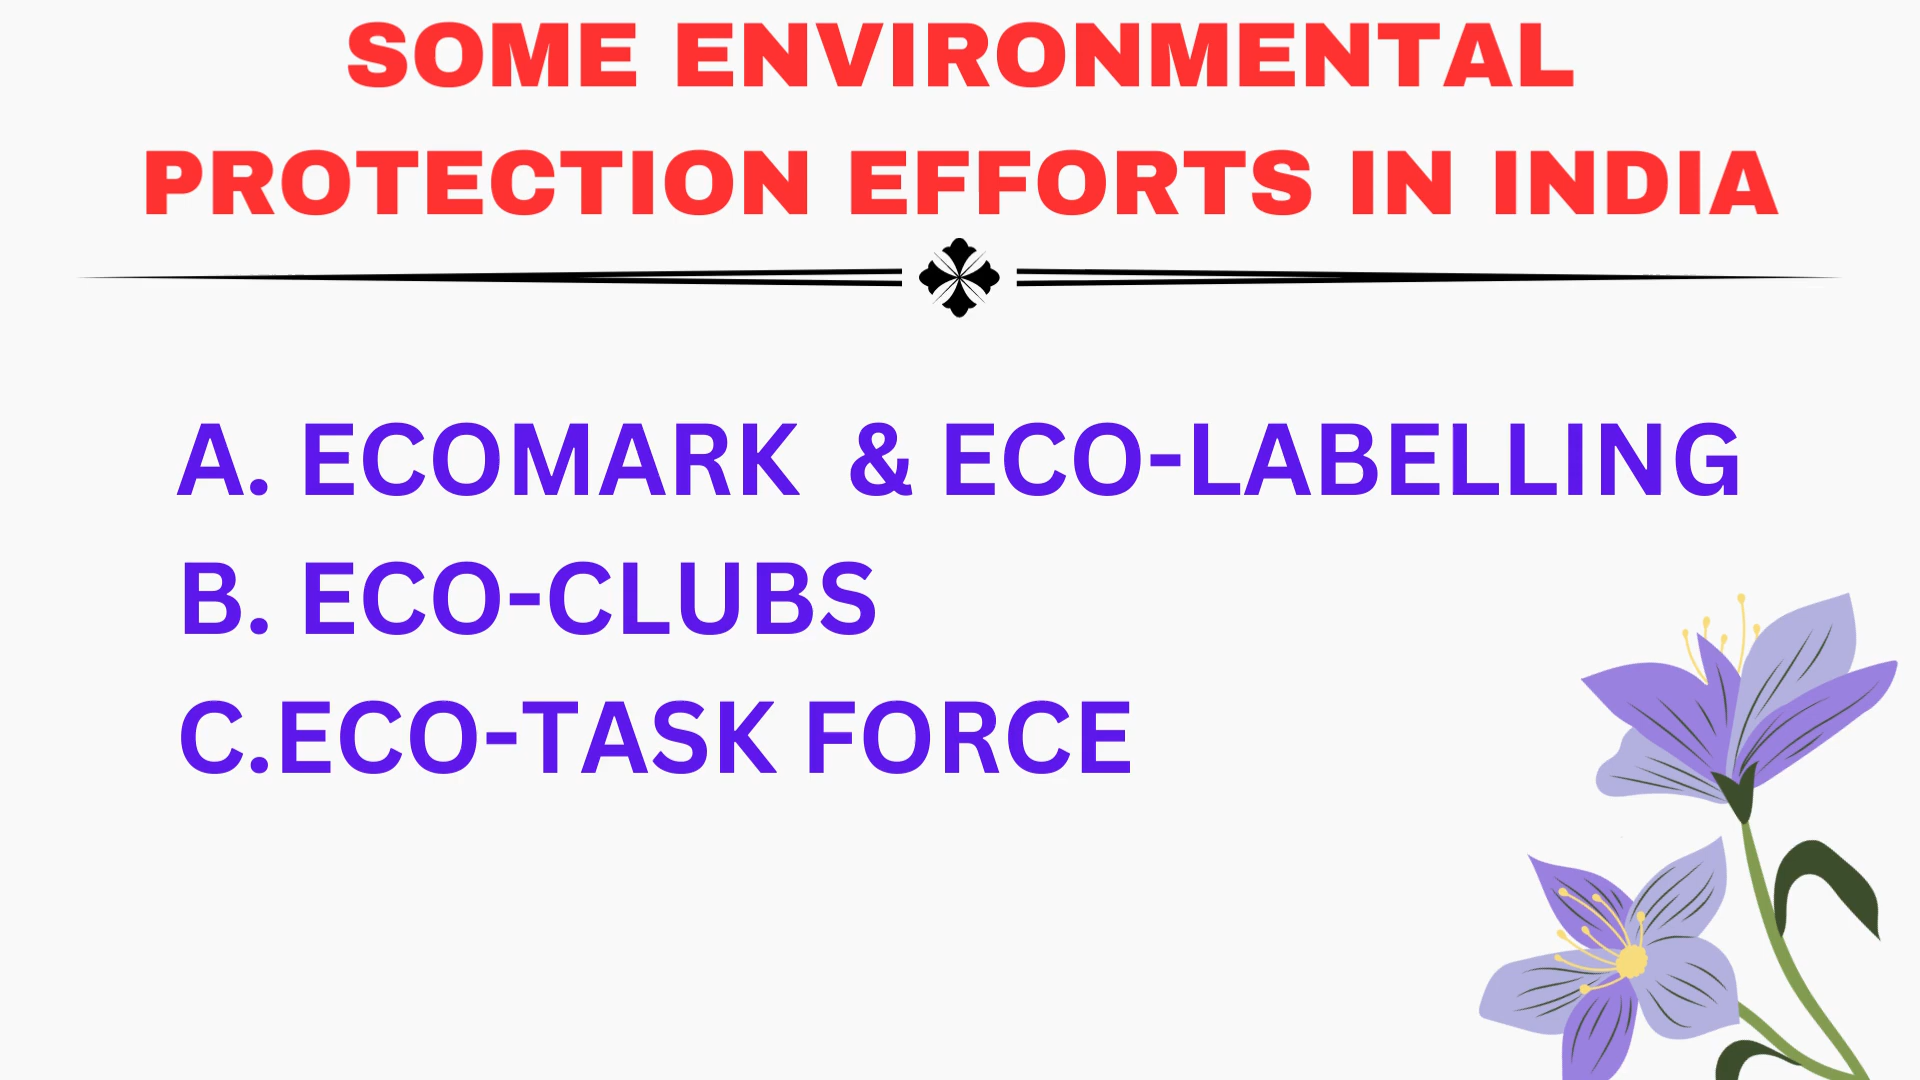 SOME ENVIRONMENTAL
PROTECTION EFFORTS IN INDIA
A. ECOMARK & ECO-LABELLING
B. ECO-CLUBS
C.ECO-TASK FORCE